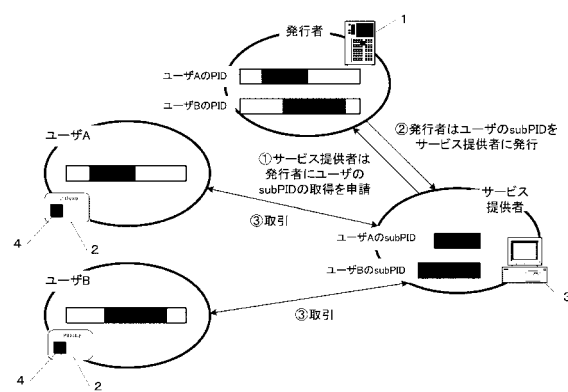 発行者
1
ユーザAのPID
ユーザBのPID
ユーザA
②発行者はユーザのsubPIDを
サービス提供者に発行
①サービス提供者は
発行者にユーザの
subPIDの取得を申請
サービス
提供者
③取引
ユーザAのsubPID
ユーザBのsubPID
4
2
3
ユーザB
③取引
4
2